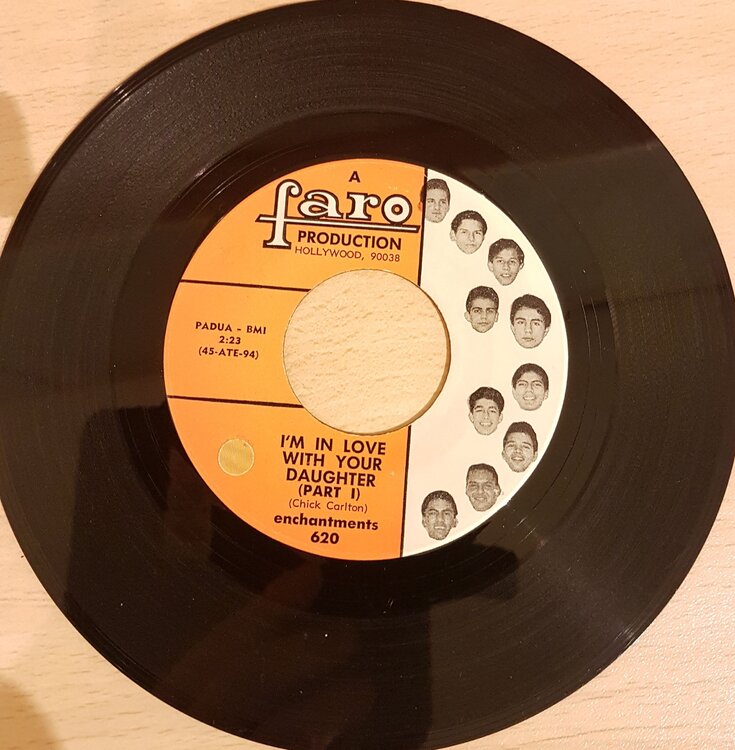 A
faro
PRODUCTION
HOLLYWOOD, 90038
PADUA - BMI
2:23
(45-ATE-94)
I'M IN LOVE
WITH YOUR
DAUGHTER
(PART I)
(Chick Carlton)
enchantments
620